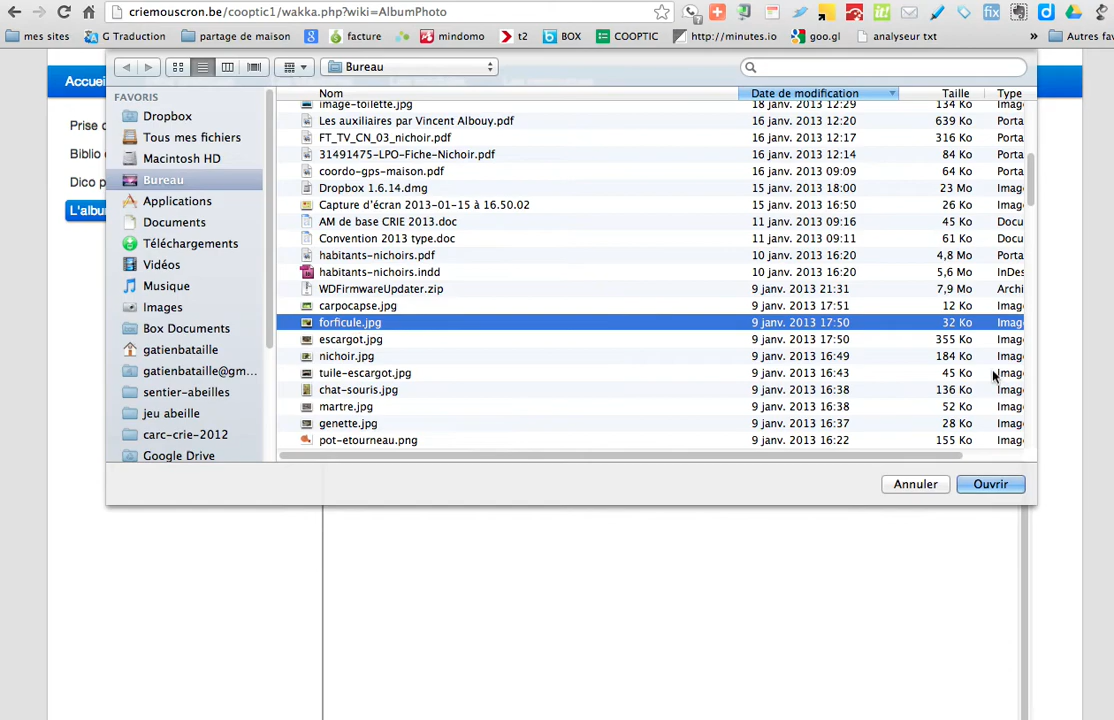 criemouscron.be/cooptic1/wakka.php?wiki=AlbumPhoto
mes sites G Traduction partage de maison facture mindomo t2 BOX COOPTIC http://minutes.io goo.gl analyseur txt » Autres fav
Bureau
Accuei
FAVORIS Nom Date de modification Taille Type
image-toilette.jpg 18 janv. 2013 12:29 134 Ko Imag
Dropbox Les auxiliaires par Vincent Albouy.pdf 16 janv. 2013 12:20 639 Ko Porta
Prise d Tous mes fichiers FT_TV_CN_03_nichoir.pdf 16 janv. 2013 12:17 316 Ko Porta
Biblio d Macintosh HD 31491475-LPO-Fiche-Nichoir.pdf 16 janv. 2013 12:14 84 Ko Porta
coordo-gps-maison.pdf 16 janv. 2013 09:09 64 Ko Porta
Dico p Bureau Dropbox 1.6.14.dmg 15 janv. 2013 18:00 23 Mo Imag
L'albu Applications Capture d'écran 2013-01-15 à 16.50.02 15 janv. 2013 16:50 26 Ko Imag
Documents AM de base CRIE 2013.doc 11 janv. 2013 09:16 45 Ko Docu
Téléchargements Convention 2013 type.doc 11 janv. 2013 09:11 61 Ko Docu
habitants-nichoirs.pdf 10 janv. 2013 16:20 4,8 Mo Porta
Vidéos habitants-nichoirs.indd 10 janv. 2013 16:20 5,6 Mo InDes
Musique WDFirmwareUpdater.zip 9 janv. 2013 21:31 7,9 Mo Archi
Images carpocapse.jpg 9 janv. 2013 17:51 12 Ko Imag
Box Documents forficule.jpg 9 janv. 2013 17:50 32 Ko Imag
escargot.jpg 9 janv. 2013 17:50 355 Ko Imag
gatienbataille nichoir.jpg 9 janv. 2013 16:49 184 Ko Imag
gatienbataille@gm... tuile-escargot.jpg 9 janv. 2013 16:43 45 Ko Imag
sentier-abeilles chat-souris.jpg 9 janv. 2013 16:38 136 Ko Imag
jeu abeille martre.jpg 9 janv. 2013 16:38 52 Ko Imag
genette.jpg 9 janv. 2013 16:37 28 Ko Imag
carc-crie-2012 pot-etourneau.png 9 janv. 2013 16:22 155 Ko Imag
Google Drive
Annuler Ouvrir